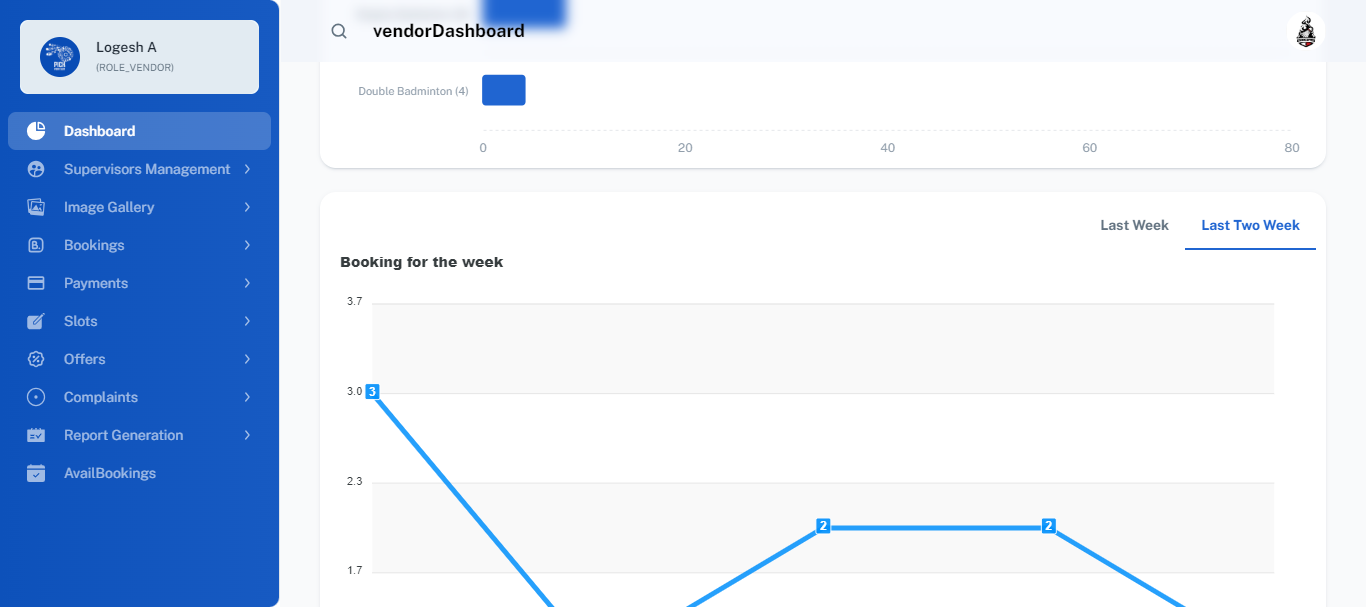 Logesh A
(ROLE_VENDOR)
Dashboard
Supervisors Management
Image Gallery
Bookings
Payments
Slots
Offers
Complaints
Report Generation
AvailBookings
vendorDashboard
Double Badminton (4)
0 20 40 60 80
Last Week Last Two Week
Booking for the week
3.7
3.0 3
2.3
2 2
1.7